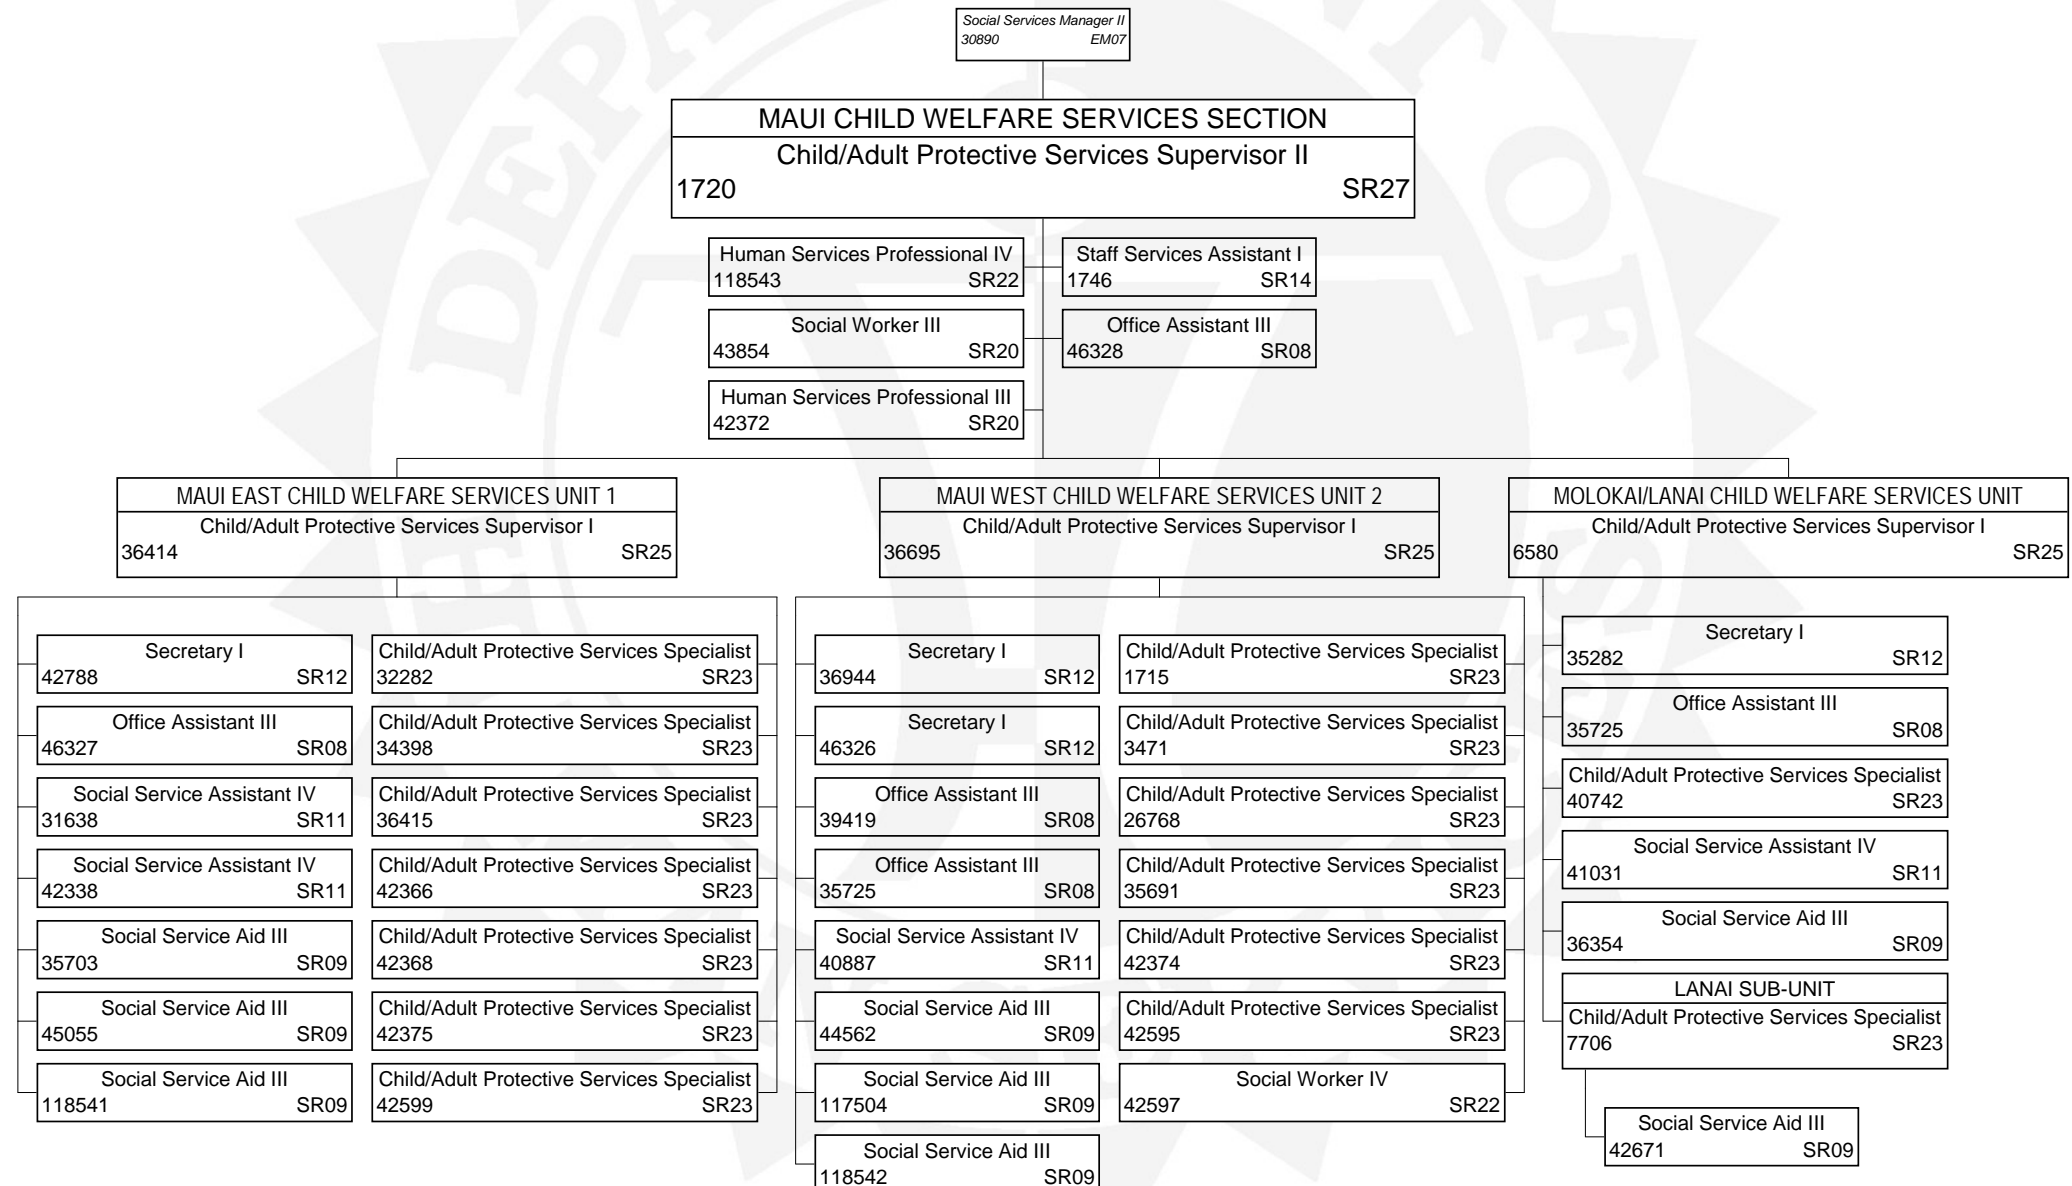 Social Services Manager II
30890 EM07
MAUI CHILD WELFARE SERVICES SECTION
Child/Adult Protective Services Supervisor II
1720 SR27
Human Services Professional IV
118543 SR22
Staff Services Assistant I
1746 SR14
Social Worker III
43854 SR20
Office Assistant III
46328 SR08
Human Services Professional III
42372 SR20
MAUI EAST CHILD WELFARE SERVICES UNIT 1
Child/Adult Protective Services Supervisor I
36414 SR25
Secretary I
42788 SR12
Office Assistant III
46327 SR08
Social Service Assistant IV
31638 SR11
Social Service Assistant IV
42338 SR11
Social Service Aid III
35703 SR09
Social Service Aid III
45055 SR09
Social Service Aid III
118541 SR09
Child/Adult Protective Services Specialist
32282 SR23
Child/Adult Protective Services Specialist
34398 SR23
Child/Adult Protective Services Specialist
36415 SR23
Child/Adult Protective Services Specialist
42366 SR23
Child/Adult Protective Services Specialist
42368 SR23
Child/Adult Protective Services Specialist
42375 SR23
Child/Adult Protective Services Specialist
42599 SR23
MAUI WEST CHILD WELFARE SERVICES UNIT 2
Child/Adult Protective Services Supervisor I
36695 SR25
Secretary I
36944 SR12
Secretary I
46326 SR12
Office Assistant III
39419 SR08
Office Assistant III
35725 SR08
Social Service Assistant IV
40887 SR11
Social Service Aid III
44562 SR09
Social Service Aid III
117504 SR09
Social Service Aid III
118542 SR09
Child/Adult Protective Services Specialist
1715 SR23
Child/Adult Protective Services Specialist
3471 SR23
Child/Adult Protective Services Specialist
26768 SR23
Child/Adult Protective Services Specialist
35691 SR23
Child/Adult Protective Services Specialist
42374 SR23
Child/Adult Protective Services Specialist
42595 SR23
Social Worker IV
42597 SR22
MOLOKAI/LANAI CHILD WELFARE SERVICES UNIT
Child/Adult Protective Services Supervisor I
6580 SR25
Secretary I
35282 SR12
Office Assistant III
35725 SR08
Child/Adult Protective Services Specialist
40742 SR23
Social Service Assistant IV
41031 SR11
Social Service Aid III
36354 SR09
LANAI SUB-UNIT
Child/Adult Protective Services Specialist
7706 SR23
Social Service Aid III
42671 SR09